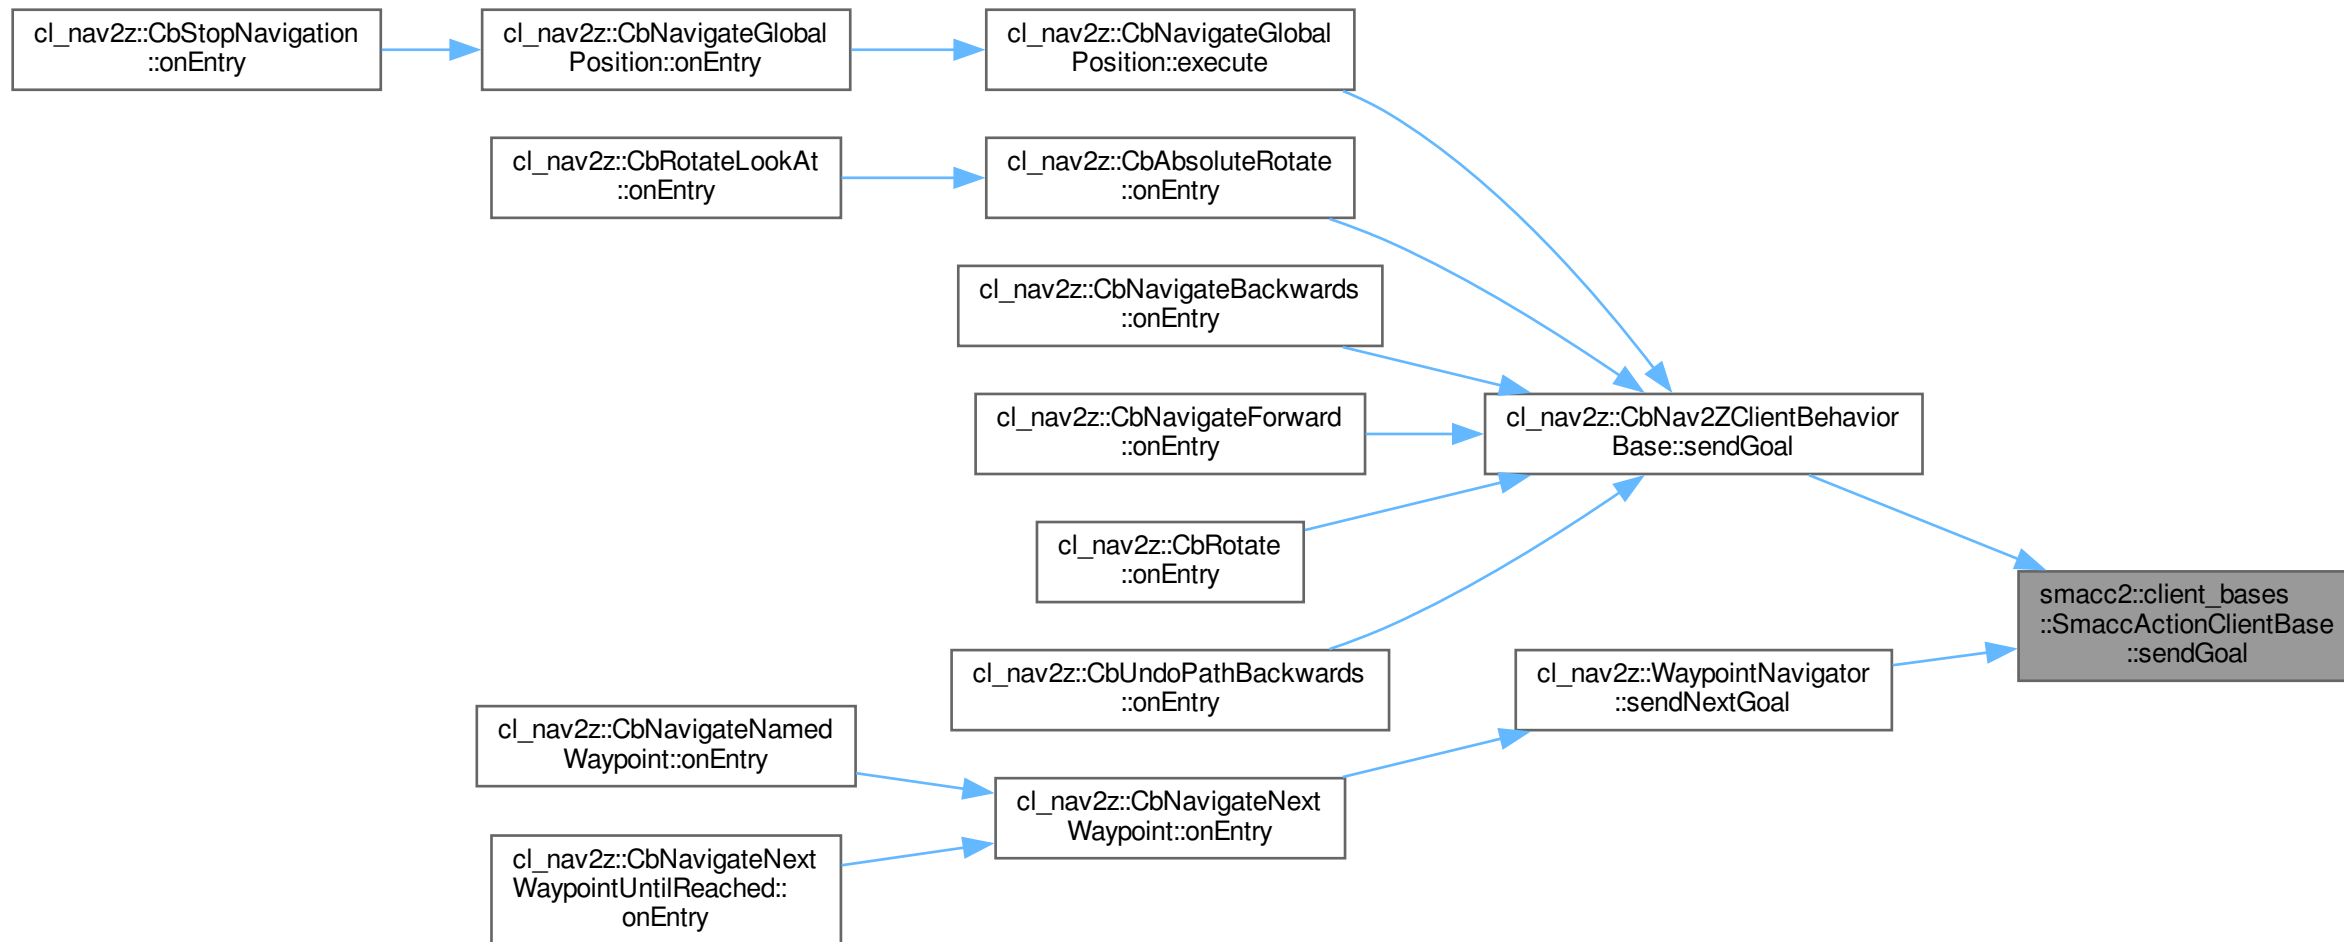 cl_nav2z::CbStopNavigation
::onEntry
cl_nav2z::CbNavigateGlobal
Position::onEntry
cl_nav2z::CbNavigateGlobal
Position::execute
cl_nav2z::CbRotateLookAt
::onEntry
cl_nav2z::CbAbsoluteRotate
::onEntry
cl_nav2z::CbNavigateBackwards
::onEntry
cl_nav2z::CbNavigateForward
::onEntry
cl_nav2z::CbNav2ZClientBehavior
Base::sendGoal
cl_nav2z::CbRotate
::onEntry
smacc2::client_bases
::SmaccActionClientBase
::sendGoal
cl_nav2z::CbUndoPathBackwards
::onEntry
cl_nav2z::WaypointNavigator
::sendNextGoal
cl_nav2z::CbNavigateNamed
Waypoint::onEntry
cl_nav2z::CbNavigateNext
Waypoint::onEntry
cl_nav2z::CbNavigateNext
WaypointUntilReached::
onEntry